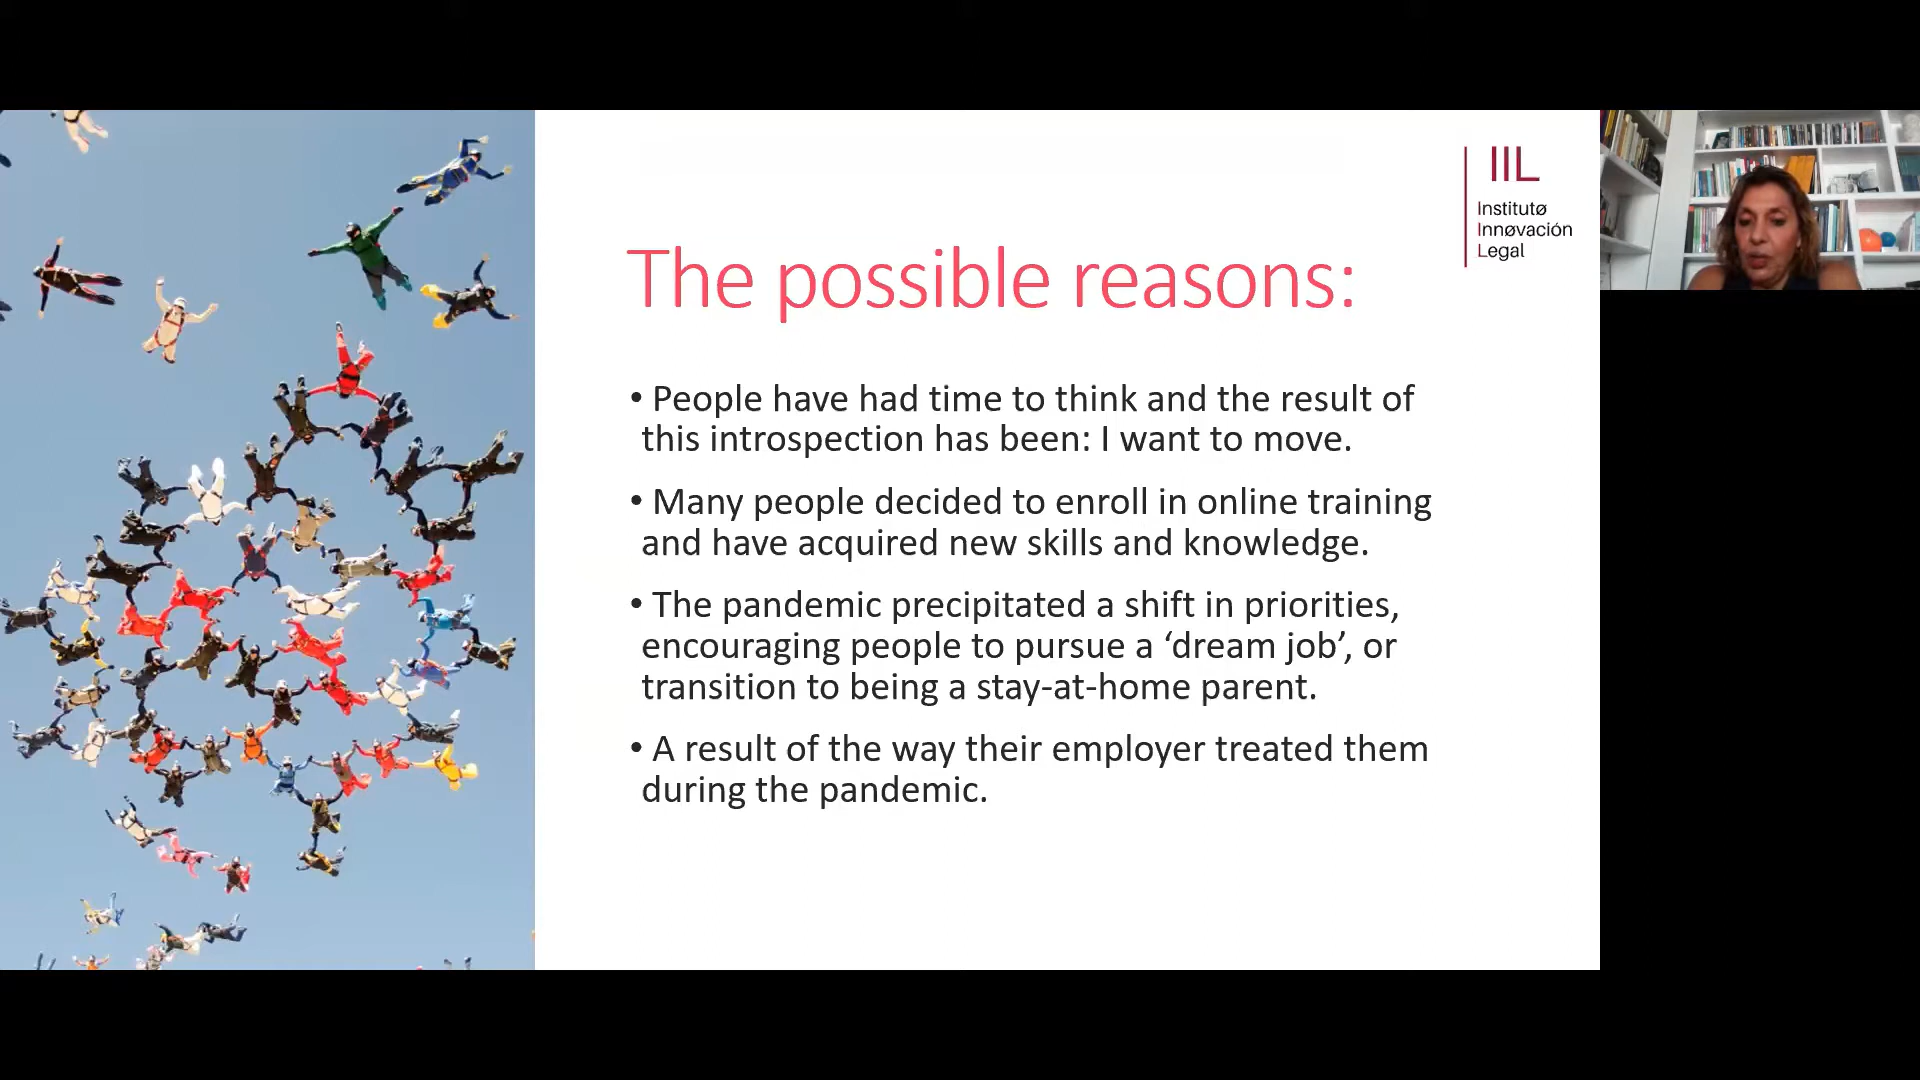 IIL
Institutø
Innøvación
Legal
The possible reasons:
• People have had time to think and the result of
this introspection has been: I want to move.
• Many people decided to enroll in online training
and have acquired new skills and knowledge.
• The pandemic precipitated a shift in priorities,
encouraging people to pursue a ‘dream job’, or
transition to being a stay-at-home parent.
• A result of the way their employer treated them
during the pandemic.